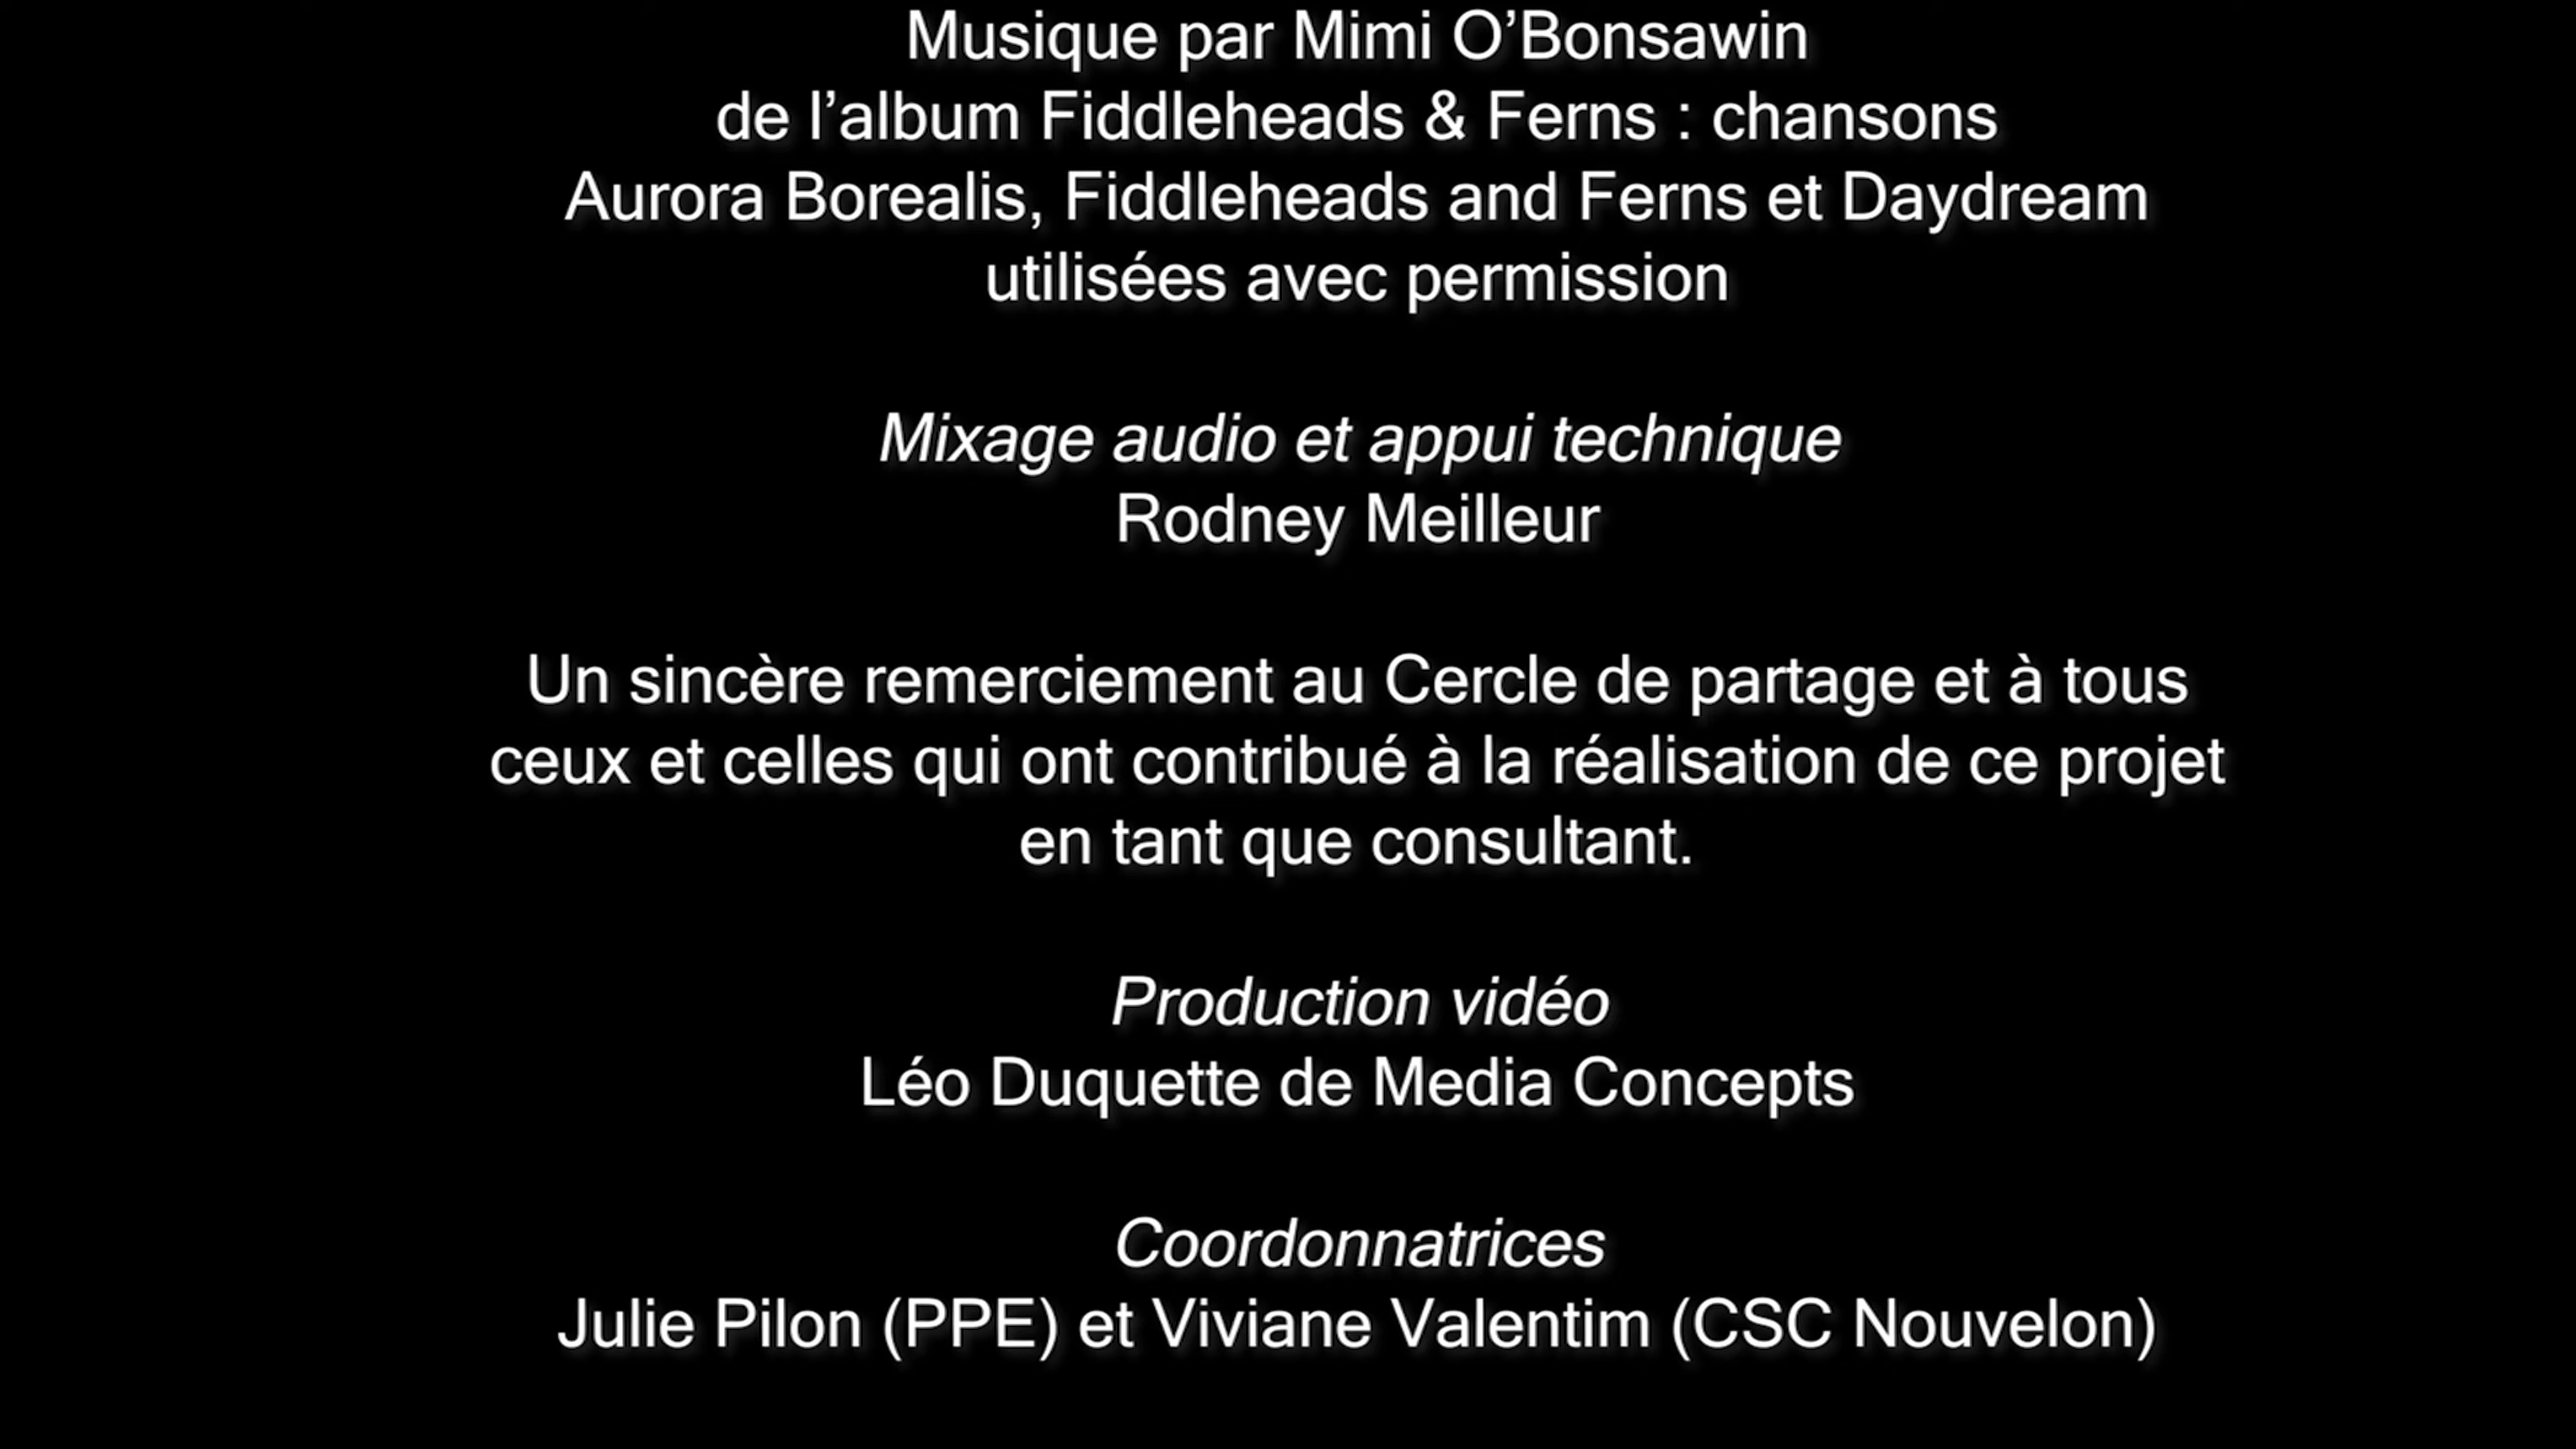 Musique par Mimi O’Bonsawin
de l’album Fiddleheads & Ferns : chansons
Aurora Borealis, Fiddleheads and Ferns et Daydream
utilisées avec permission
Mixage audio et appui technique
Rodney Meilleur
Un sincère remerciement au Cercle de partage et à tous
ceux et celles qui ont contribué à la réalisation de ce projet
en tant que consultant.
Production vidéo
Léo Duquette de Media Concepts
Coordonnatrices
Julie Pilon (PPE) et Viviane Valentim (CSC Nouvelon)